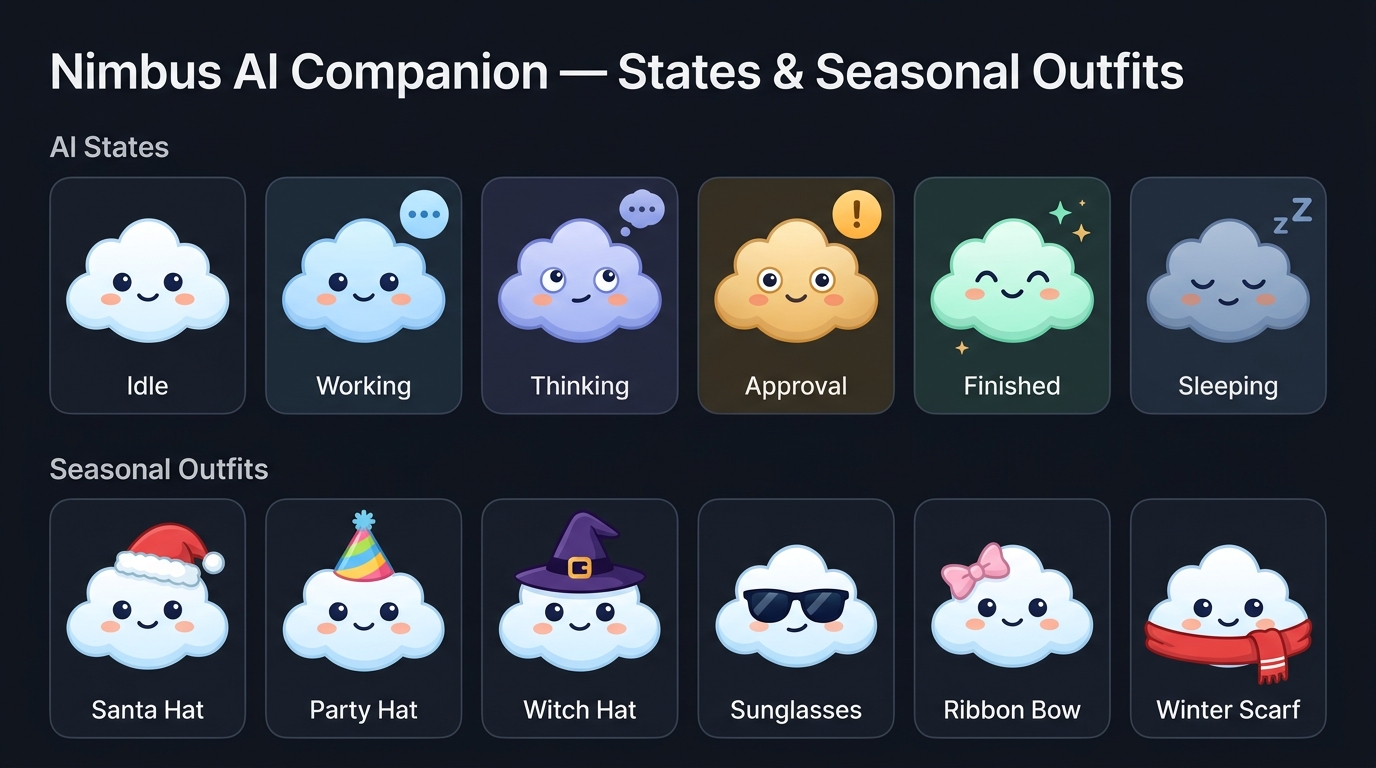 Nimbus AI Companion — States & Seasonal Outfits
AI States
Idle
Working
Thinking
!
Approval
Finished
z Z
Sleeping
Seasonal Outfits
Santa Hat
Party Hat
Witch Hat
Sunglasses
Ribbon Bow
Winter Scarf